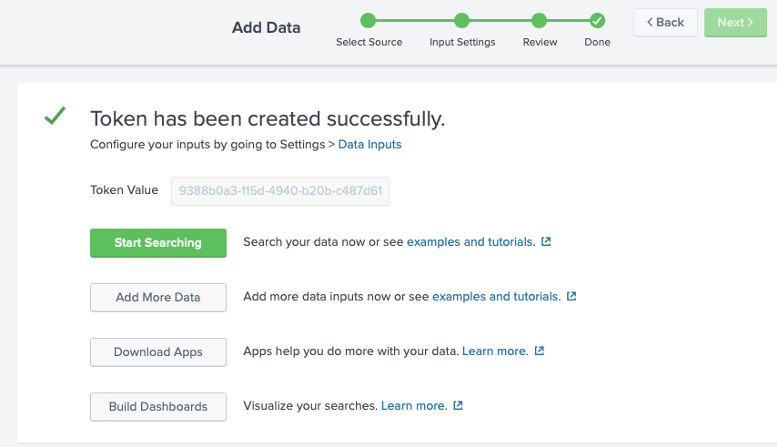 Add Data
Select Source
Input Settings
Review
Done
< Back
Next >
Token has been created successfully.
Configure your inputs by going to Settings > Data Inputs
Token Value 9388b0a3-115d-4940-b20b-c487d61
Start Searching Search your data now or see examples and tutorials.
Add More Data Add more data inputs now or see examples and tutorials.
Download Apps Apps help you do more with your data. Learn more.
Build Dashboards Visualize your searches. Learn more.